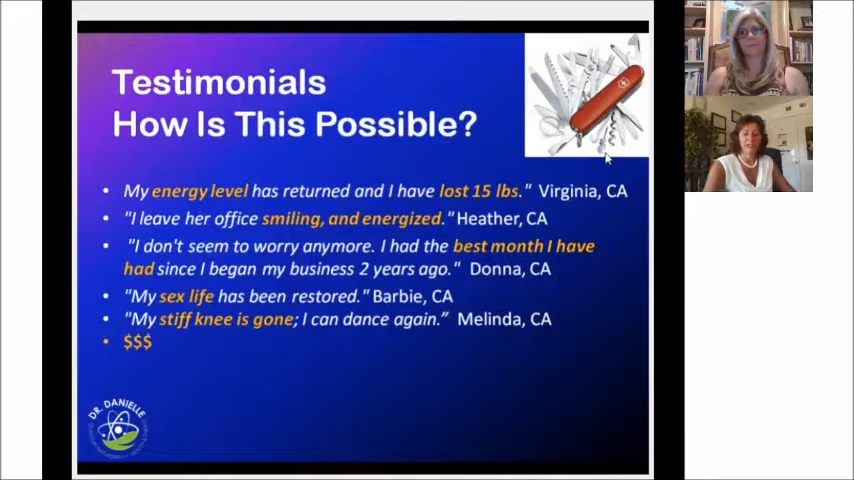 Testimonials
How Is This Possible?
• My energy level has returned and I have lost 15 lbs." Virginia, CA
• "I leave her office smiling, and energized." Heather, CA
• "I don't seem to worry anymore. I had the best month I have
had since I began my business 2 years ago." Donna, CA
• "My sex life has been restored." Barbie, CA
• "My stiff knee is gone; I can dance again.” Melinda, CA
• $$$
DR. DANIELLE